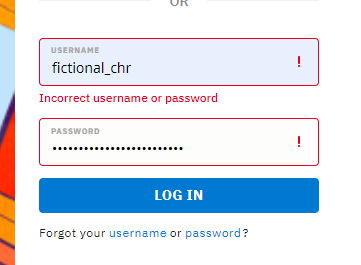 OR
USERNAME
fictional_chr
!
Incorrect username or password
PASSWORD
••••••••••••••••••••••••••
!
LOG IN
Forgot your username or password?